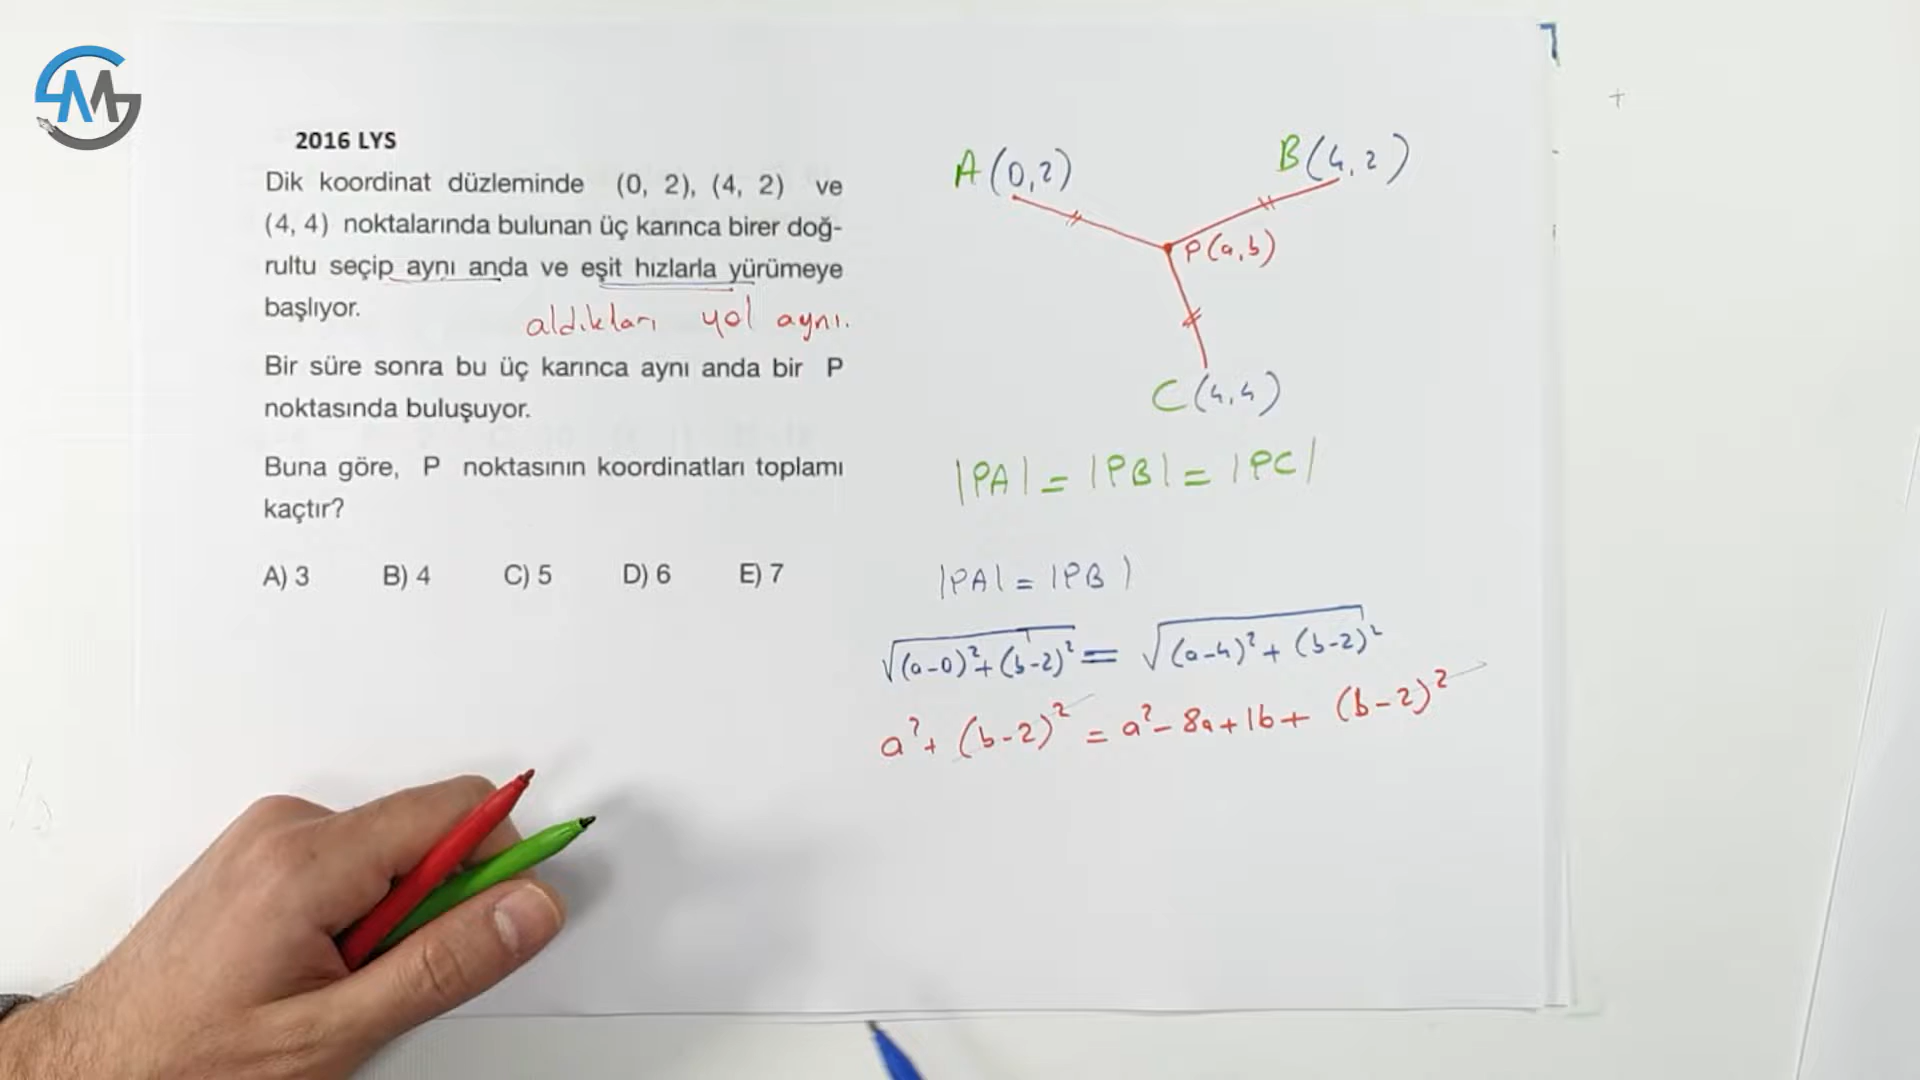 2016 LYS
Dik koordinat düzleminde (0, 2), (4, 2) ve
(4, 4) noktalarında bulunan üç karınca birer doğ-
rultu seçip aynı anda ve eşit hızlarla yürümeye
başlıyor.
aldıkları yol aynı.
Bir süre sonra bu üç karınca aynı anda bir P
noktasında buluşuyor.
Buna göre, P noktasının koordinatları toplamı
kaçtır?
A) 3 B) 4 C) 5 D) 6 E) 7
A(0,2)
B(4,2)
P(a,b)
C(4,4)
|PA| = |PB| = |PC|
|PA| = |PB|
√(a-0)²+(b-2)² = √(a-4)²+(b-2)²
a²+(b-2)² = a²-8a+16+(b-2)²